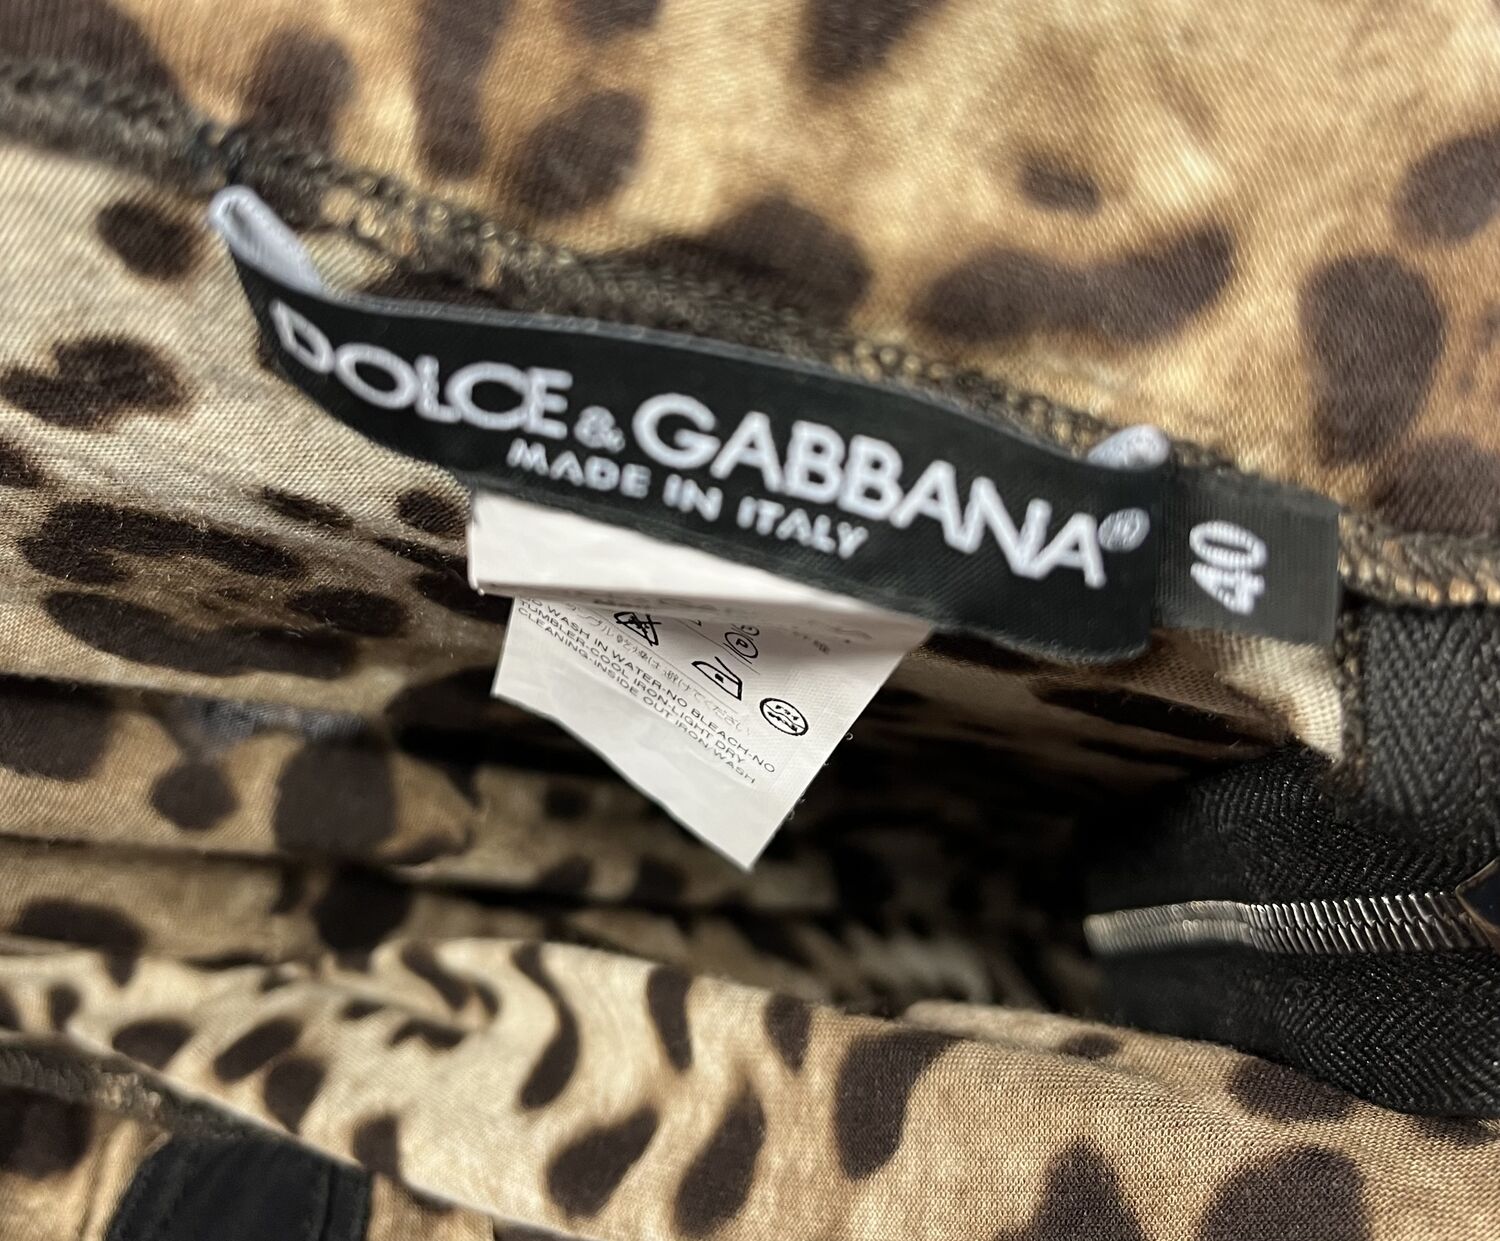 DOLCE & GABBANA®
MADE IN ITALY
40
WASH IN WATER-NO BLEACH-NO
TUMBLER-COOL IRON-LIGHT DRY
CLEANING-INSIDE OUT IRON/WASH